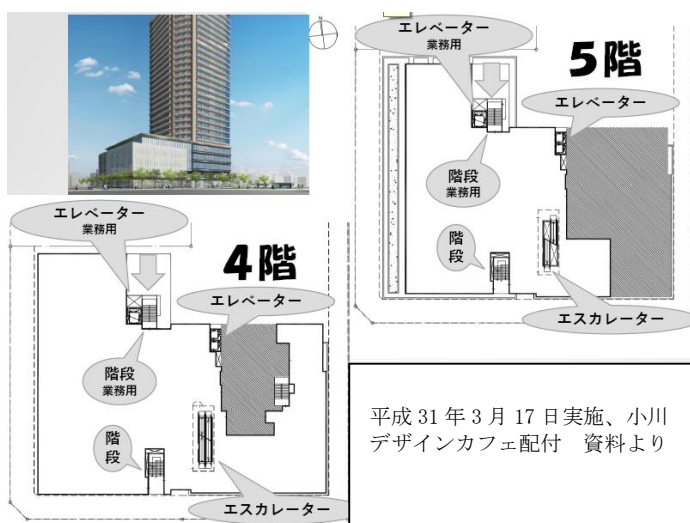 N
エレベーター
業務用
5階
エレベーター
階段
業務用
階
段
エスカレーター
エレベーター
業務用
4階
エレベーター
階段
業務用
階
段
エスカレーター
平成 31 年 3 月 17 日実施、小川
デザインカフェ配付　資料より